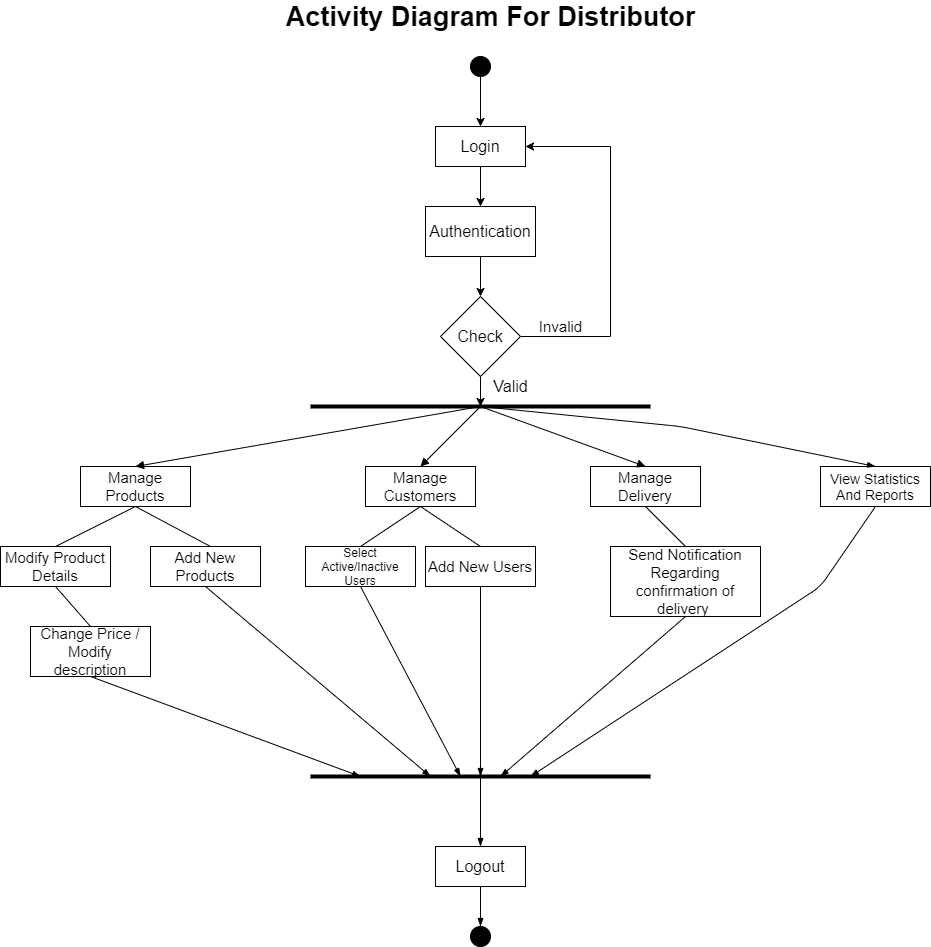 Activity Diagram For Distributor
Login
Authentication
Check
Invalid
Valid
Manage
Products
Manage
Customers
Manage
Delivery
View Statistics
And Reports
Modify Product
Details
Add New
Products
Select
Active/Inactive
Users
Add New Users
Send Notification
Regarding
confirmation of
delivery
Change Price /
Modify
description
Logout